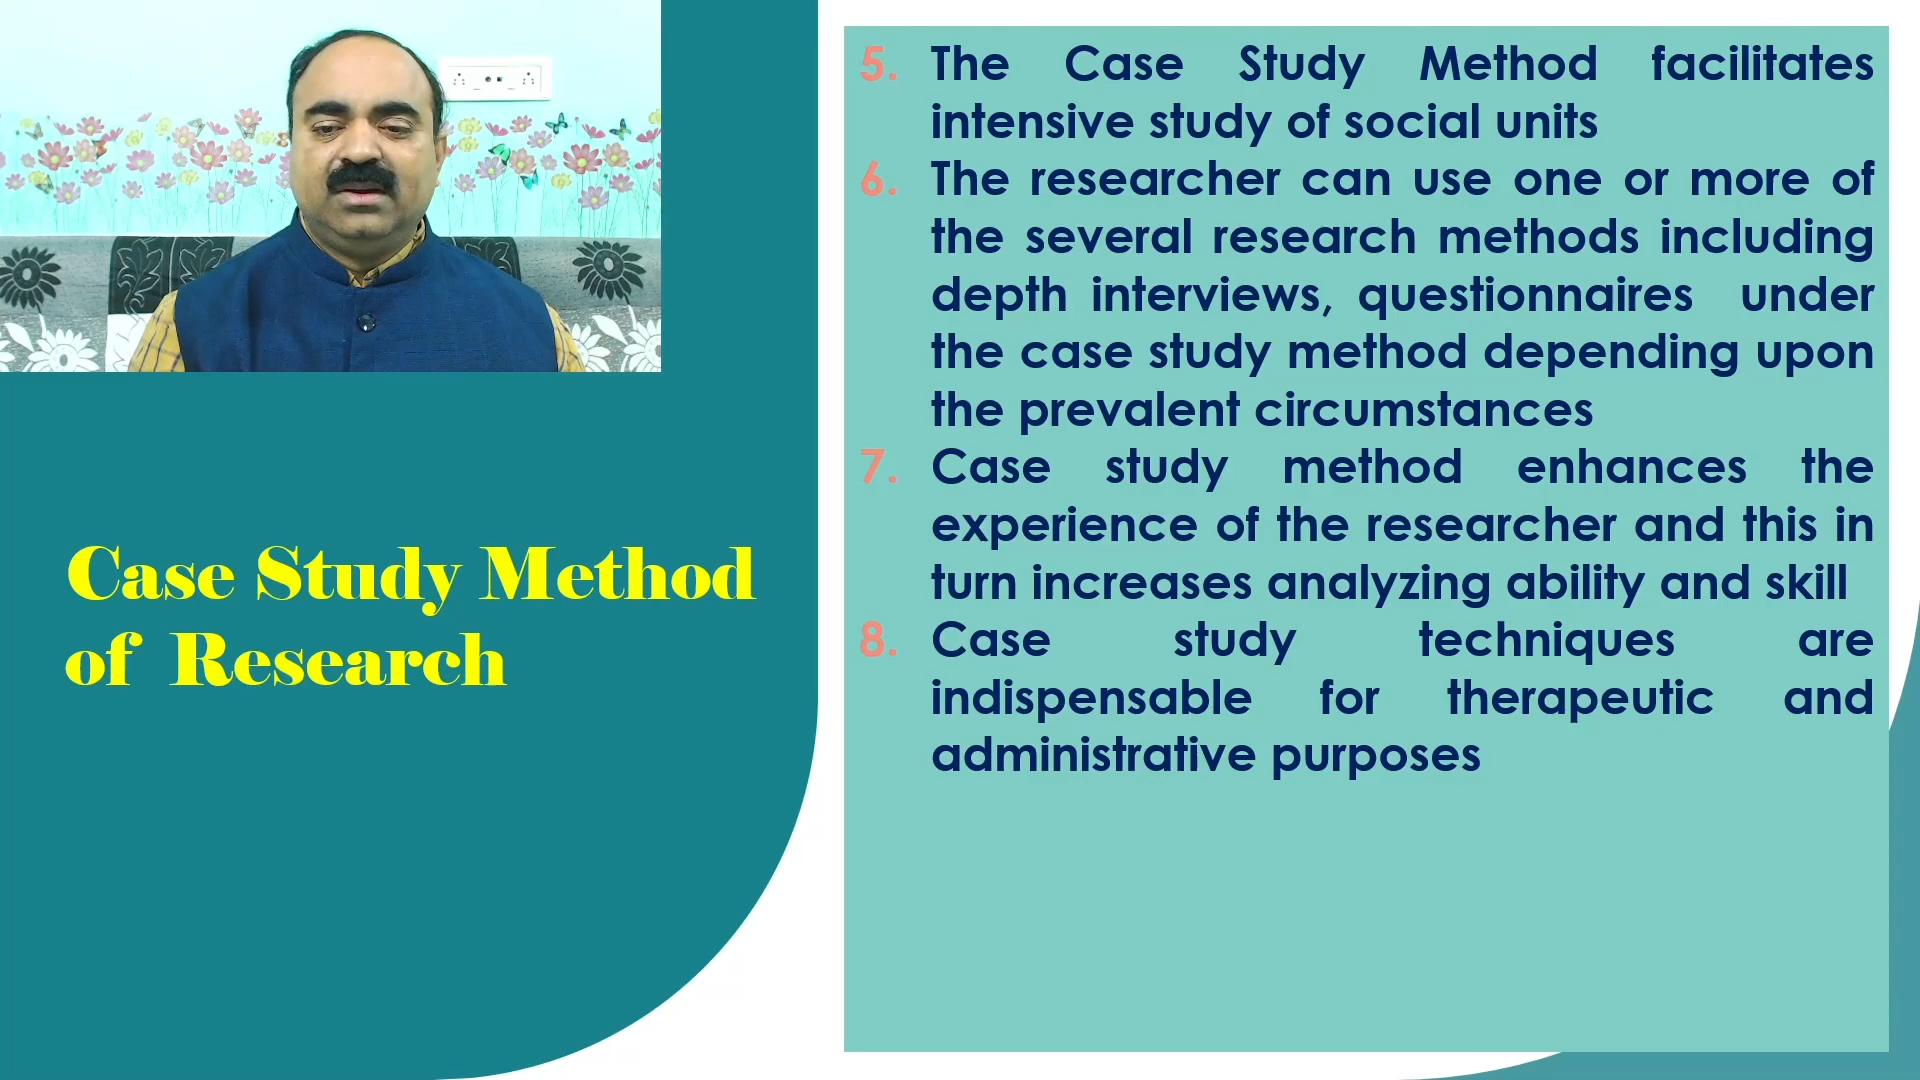 Case Study Method
of Research
5. The Case Study Method facilitates
intensive study of social units
6. The researcher can use one or more of
the several research methods including
depth interviews, questionnaires under
the case study method depending upon
the prevalent circumstances
7. Case study method enhances the
experience of the researcher and this in
turn increases analyzing ability and skill
8. Case study techniques are
indispensable for therapeutic and
administrative purposes